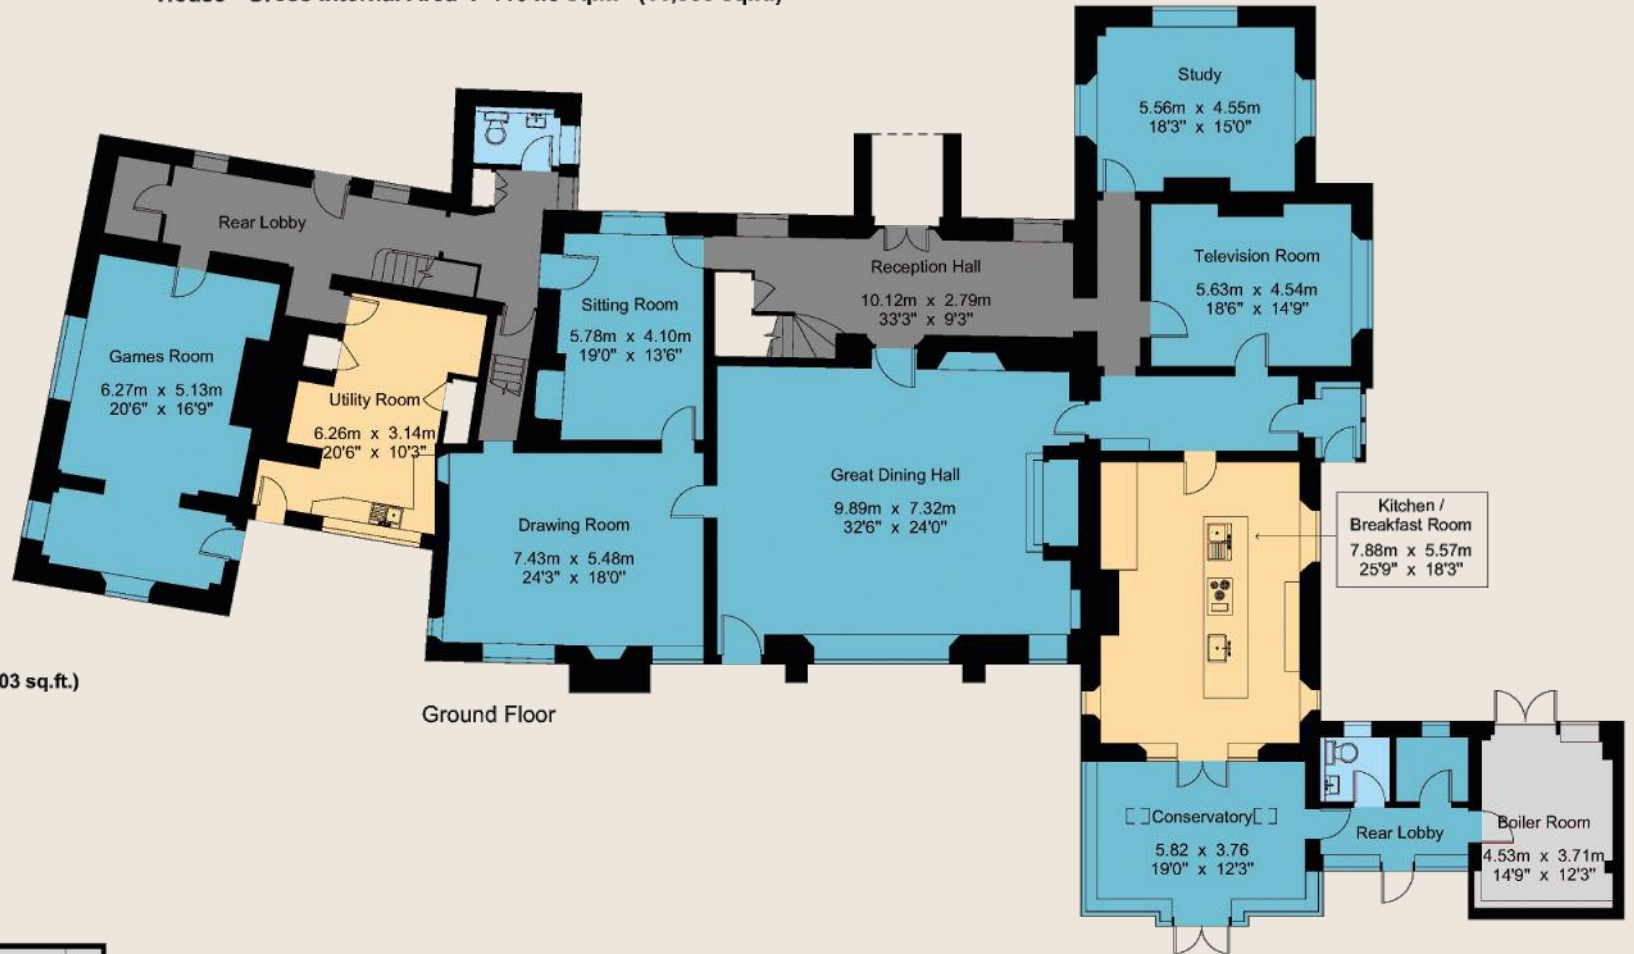 Study
5.56m x 4.55m
18'3" x 15'0"
Rear Lobby
Television Room
5.63m x 4.54m
18'6" x 14'9"
Reception Hall
10.12m x 2.79m
33'3" x 9'3"
Sitting Room
5.78m x 4.10m
19'0" x 13'6"
Games Room
6.27m x 5.13m
20'6" x 16'9"
Utility Room
6.26m x 3.14m
20'6" x 10'3"
Great Dining Hall
9.89m x 7.32m
32'6" x 24'0"
Drawing Room
7.43m x 5.48m
24'3" x 18'0"
Kitchen /
Breakfast Room
7.88m x 5.57m
25'9" x 18'3"
03 sq.ft.)
Ground Floor
Conservatory
5.82 x 3.76
19'0" x 12'3"
Rear Lobby
Boiler Room
4.53m x 3.71m
14'9" x 12'3"